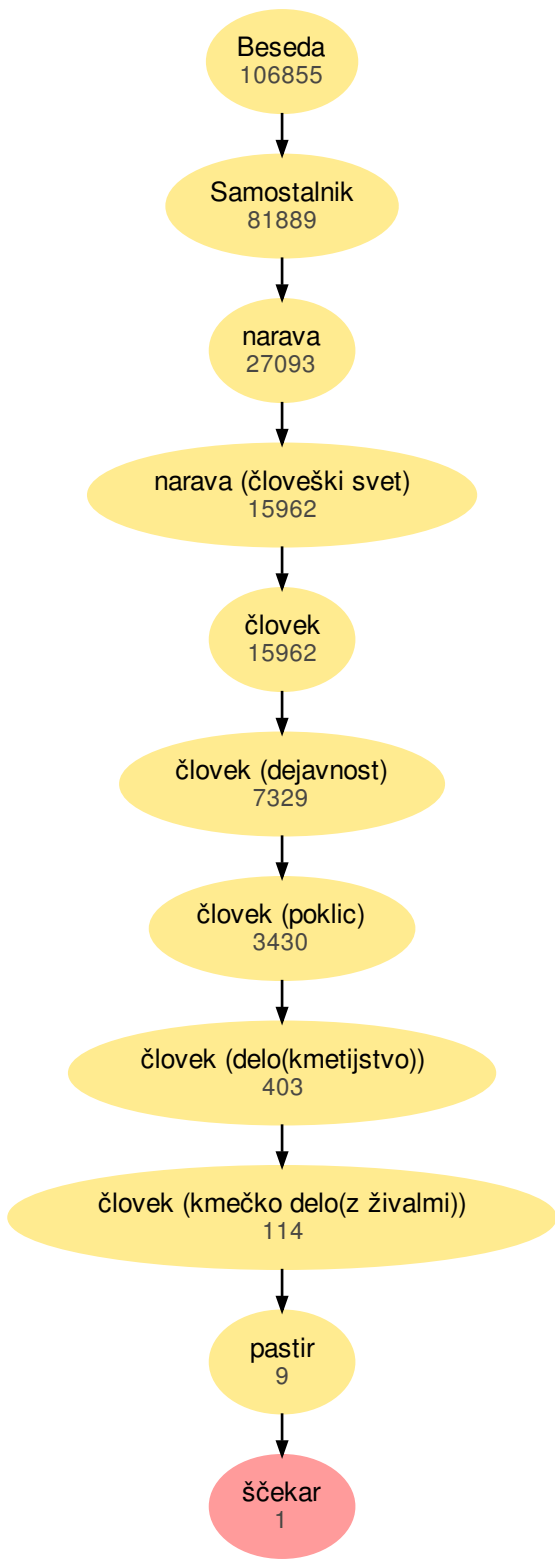 Beseda
106855
Samostalnik
81889
narava
27093
narava (človeški svet)
15962
človek
15962
človek (dejavnost)
7329
človek (poklic)
3430
človek (delo(kmetijstvo))
403
človek (kmečko delo(z živalmi))
114
pastir
9
ščekar
1